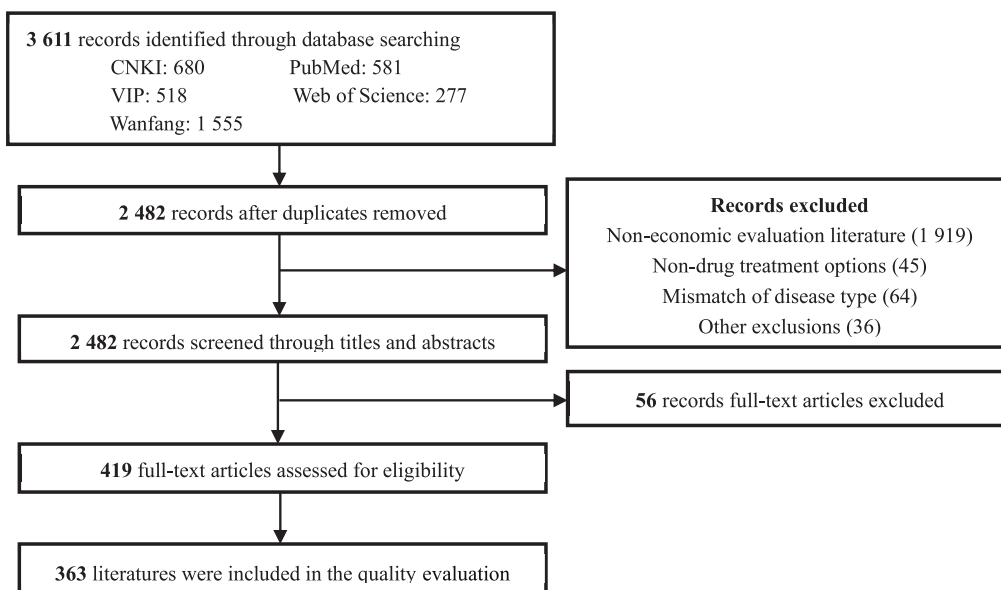 3 611 records identified through database searching
CNKI: 680 PubMed: 581
VIP: 518 Web of Science: 277
Wanfang: 1 555
2 482 records after duplicates removed
Records excluded
Non-economic evaluation literature (1 919)
Non-drug treatment options (45)
Mismatch of disease type (64)
Other exclusions (36)
2 482 records screened through titles and abstracts
56 records full-text articles excluded
419 full-text articles assessed for eligibility
363 literatures were included in the quality evaluation